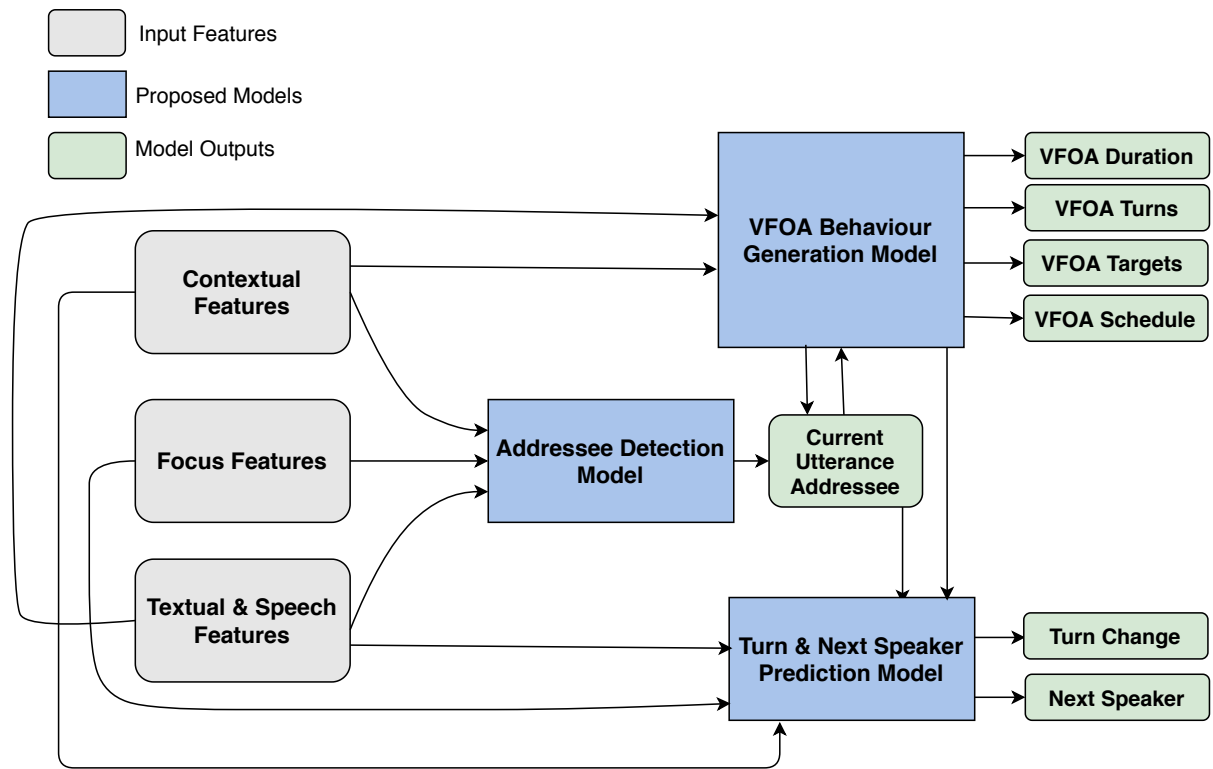 Input Features
Proposed Models
Model Outputs
VFOA Behaviour
Generation Model
VFOA Duration
VFOA Turns
VFOA Targets
VFOA Schedule
Contextual
Features
Focus Features
Addressee Detection
Model
Current
Utterance
Addressee
Textual & Speech
Features
Turn & Next Speaker
Prediction Model
Turn Change
Next Speaker